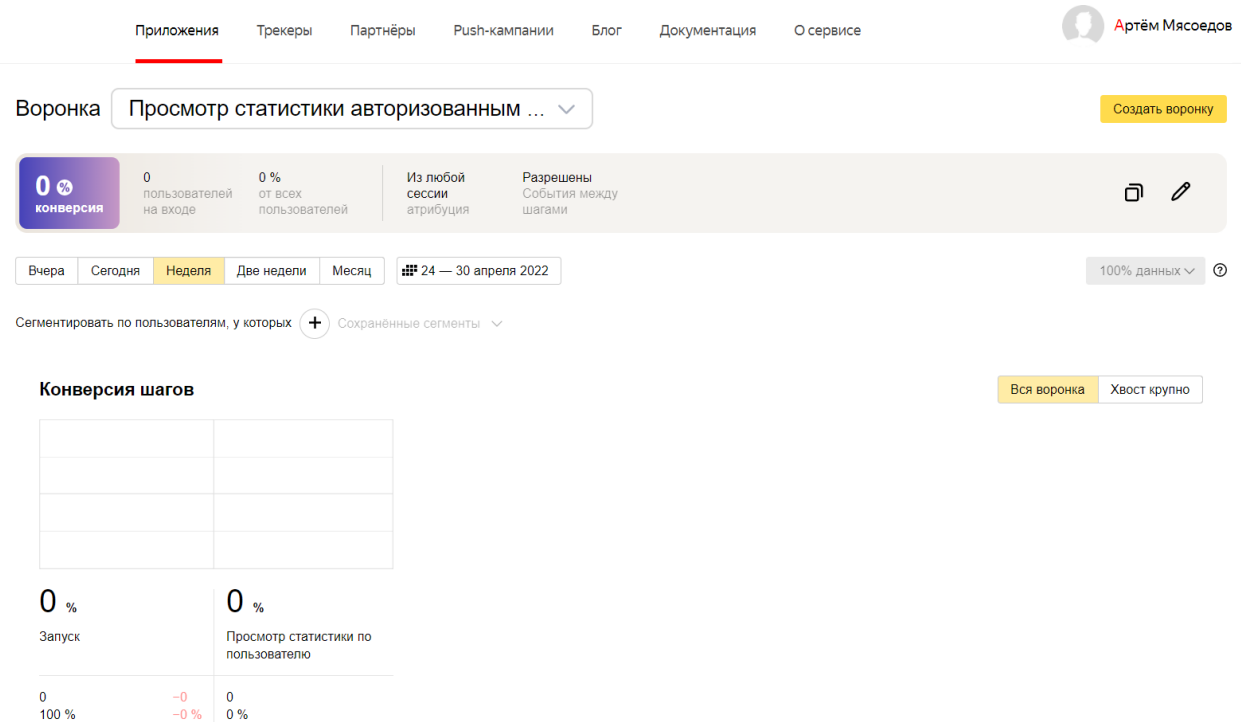 Приложения Трекеры Партнёры Push-кампании Блог Документация О сервисе Артём Мясоедов
Воронка Просмотр статистики авторизованным ... Создать воронку
0 %
конверсия
0
пользователей
на входе
0 %
от всех
пользователей
Из любой
сессии
атрибуция
Разрешены
События между
шагами
Вчера Сегодня Неделя Две недели Месяц 24 — 30 апреля 2022 100% данных ?
Сегментировать по пользователям, у которых + Сохранённые сегменты
Конверсия шагов Вся воронка Хвост крупно
0 %
Запуск
0 %
Просмотр статистики по
пользователю
0 −0 0
100 % −0 % 0 %